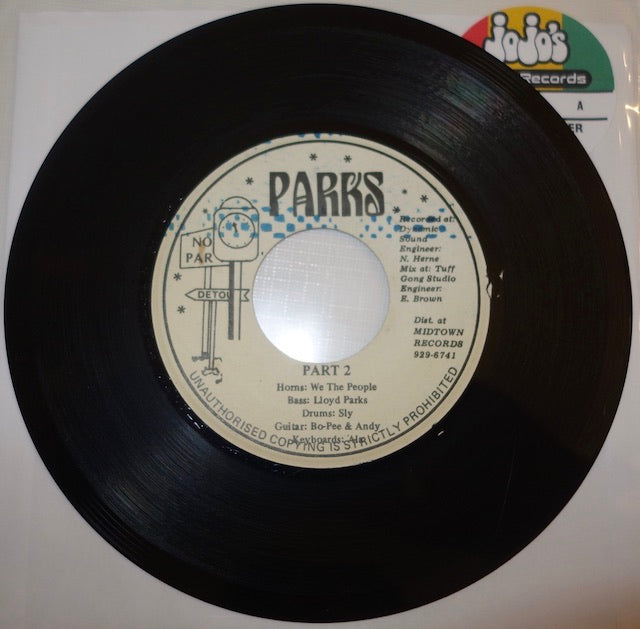 jojo's
Records
A
ER
PARKS
NO
PAR
DETOU
Recorded at:
Dynamic
Sound
Engineer:
N. Herne
Mix at: Tuff
Gong Studio
Engineer:
E. Brown
Dist. at
MIDTOWN
RECORDS
929-6741
PART 2
Horns: We The People
Bass: Lloyd Parks
Drums: Sly
Guitar: Bo-Pee & Andy
Keyboards:
UNAUTHORISED COPYING IS STRICTLY PROHIBITED